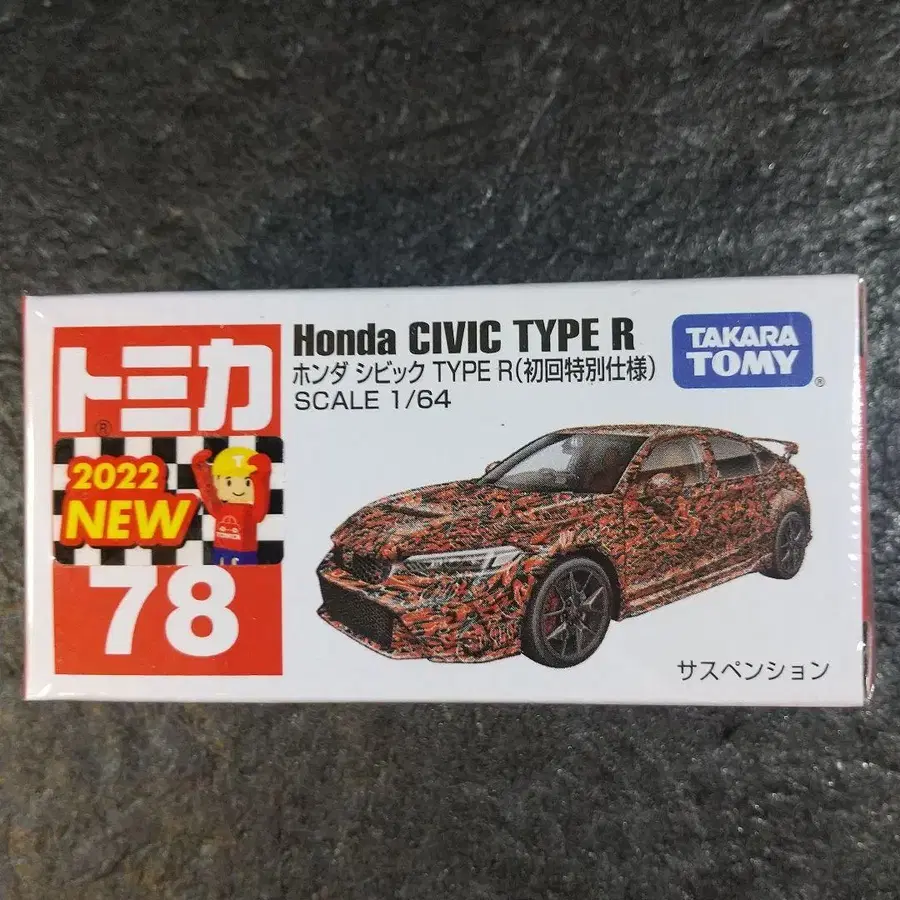 トミカ
®
2022
NEW
T
TOMICA
78
Honda CIVIC TYPE R
ホンダ シビック TYPE R(初回特別仕様)
SCALE 1/64
TAKARA
TOMY®
サスペンション